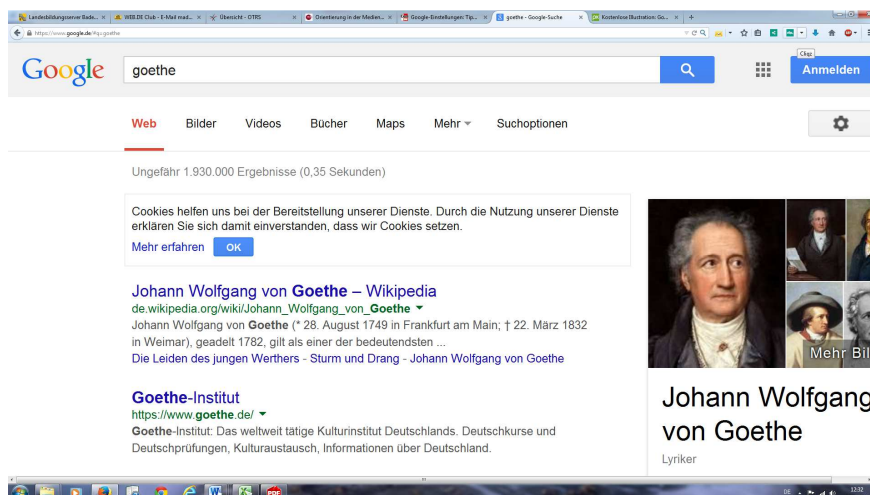 Landesbildungsserver Bade...
WEB.DE Club - E-Mail mad...
Übersicht - OTRS
Orientierung in der Medien...
Google-Einstellungen: Tip...
goethe - Google-Suche
Kostenlose Illustration: Go...
https://www.google.de/#q=goethe
Cliqz
Google
goethe
Anmelden
Web Bilder Videos Bücher Maps Mehr Suchoptionen
Ungefähr 1.930.000 Ergebnisse (0,35 Sekunden)
Cookies helfen uns bei der Bereitstellung unserer Dienste. Durch die Nutzung unserer Dienste
erklären Sie sich damit einverstanden, dass wir Cookies setzen.
Mehr erfahren OK
Johann Wolfgang von Goethe – Wikipedia
de.wikipedia.org/wiki/Johann_Wolfgang_von_Goethe
Johann Wolfgang von Goethe (* 28. August 1749 in Frankfurt am Main; † 22. März 1832
in Weimar), geadelt 1782, gilt als einer der bedeutendsten ...
Die Leiden des jungen Werthers - Sturm und Drang - Johann Wolfgang von Goethe
Goethe-Institut
https://www.goethe.de/
Goethe-Institut: Das weltweit tätige Kulturinstitut Deutschlands. Deutschkurse und
Deutschprüfungen, Kulturaustausch, Informationen über Deutschland.
Mehr Bil
Johann Wolfgang
von Goethe
Lyriker
PDF
DE
12:32